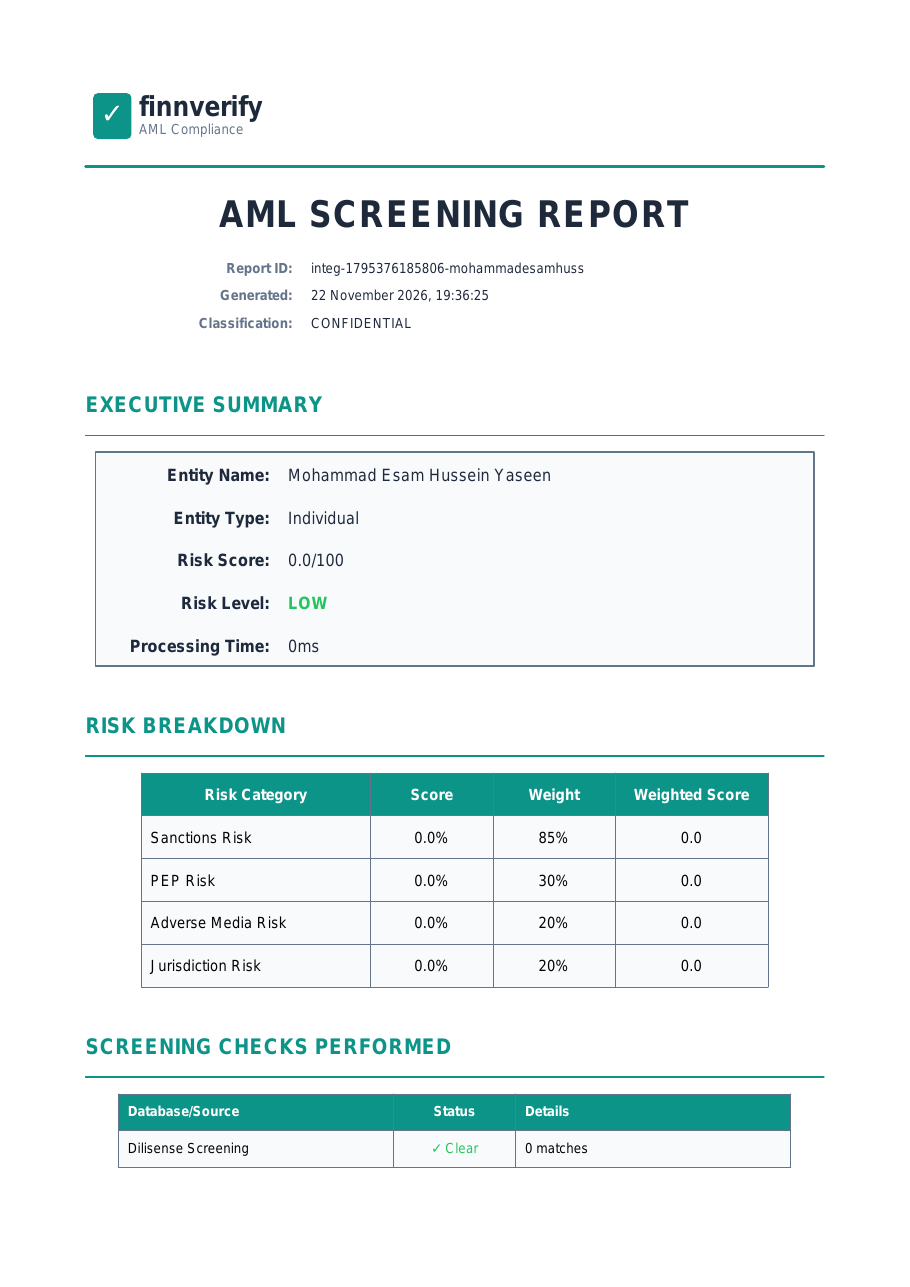 ✓ finnverify
AML Compliance
AML SCREENING REPORT
Report ID: integ-1795376185806-mohammadesamhuss
Generated: 22 November 2026, 19:36:25
Classification: CONFIDENTIAL
EXECUTIVE SUMMARY
Entity Name: Mohammad Esam Hussein Yaseen
Entity Type: Individual
Risk Score: 0.0/100
Risk Level: LOW
Processing Time: 0ms
RISK BREAKDOWN
Risk Category Score Weight Weighted Score
Sanctions Risk 0.0% 85% 0.0
PEP Risk 0.0% 30% 0.0
Adverse Media Risk 0.0% 20% 0.0
Jurisdiction Risk 0.0% 20% 0.0
SCREENING CHECKS PERFORMED
Database/Source Status Details
Dilisense Screening ✓ Clear 0 matches